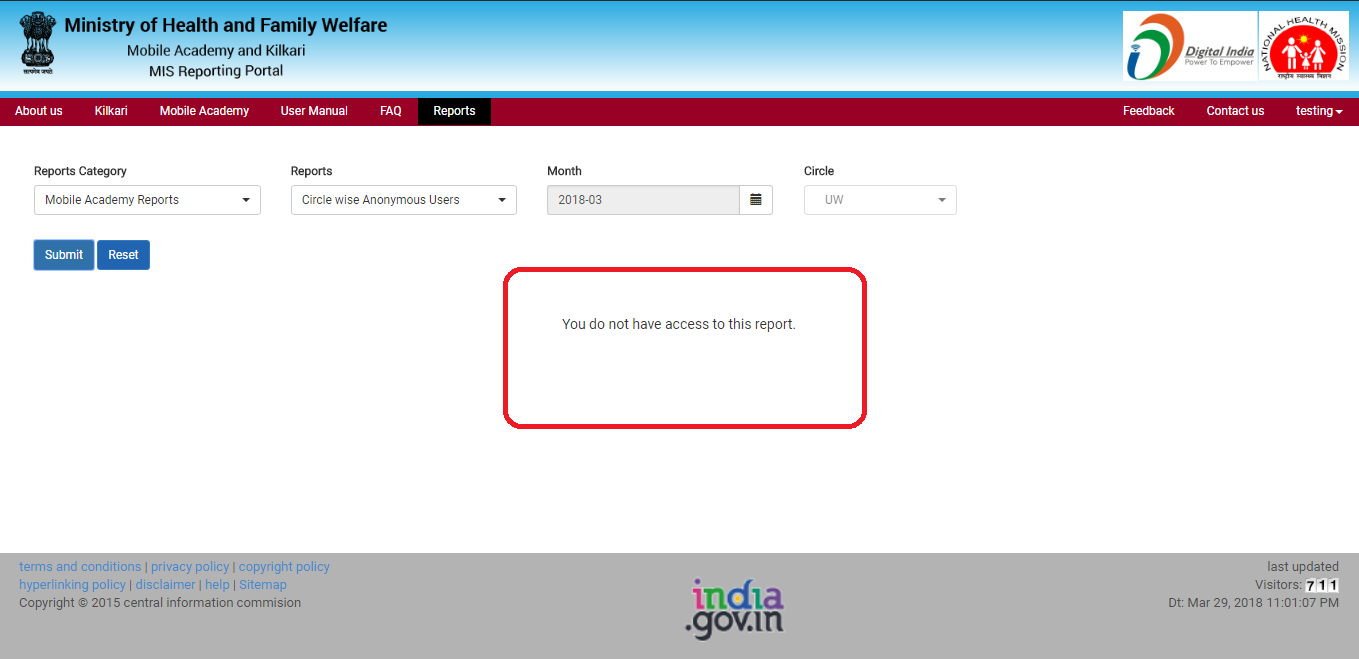 Ministry of Health and Family Welfare
Mobile Academy and Kilkari
MIS Reporting Portal
सत्यमेव जयते
Digital India
Power To Empower
NATIONAL HEALTH MISSION
राष्ट्रीय स्वास्थ्य मिशन
About us Kilkari Mobile Academy User Manual FAQ Reports Feedback Contact us testing
Reports Category Reports Month Circle
Mobile Academy Reports Circle wise Anonymous Users 2018-03 UW
Submit Reset
You do not have access to this report.
terms and conditions | privacy policy | copyright policy
hyperlinking policy | disclaimer | help | Sitemap
Copyright © 2015 central information commision
india
.gov.in
last updated
Visitors: 711
Dt: Mar 29, 2018 11:01:07 PM